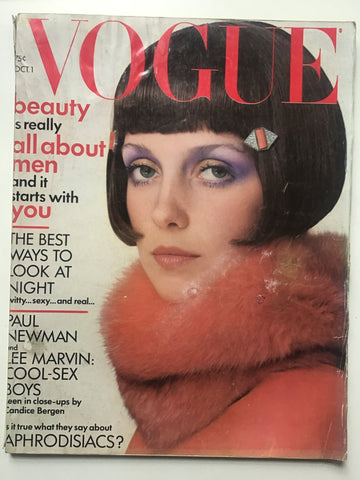 VOGUE
75¢
OCT. 1
beauty
is really
all about
men
and it
starts with
you
THE BEST
WAYS TO
LOOK AT
NIGHT
witty...sexy...and real...
PAUL
NEWMAN
and
LEE MARVIN:
COOL-SEX
BOYS
seen in close-ups by
Candice Bergen
is it true what they say about
APHRODISIACS?